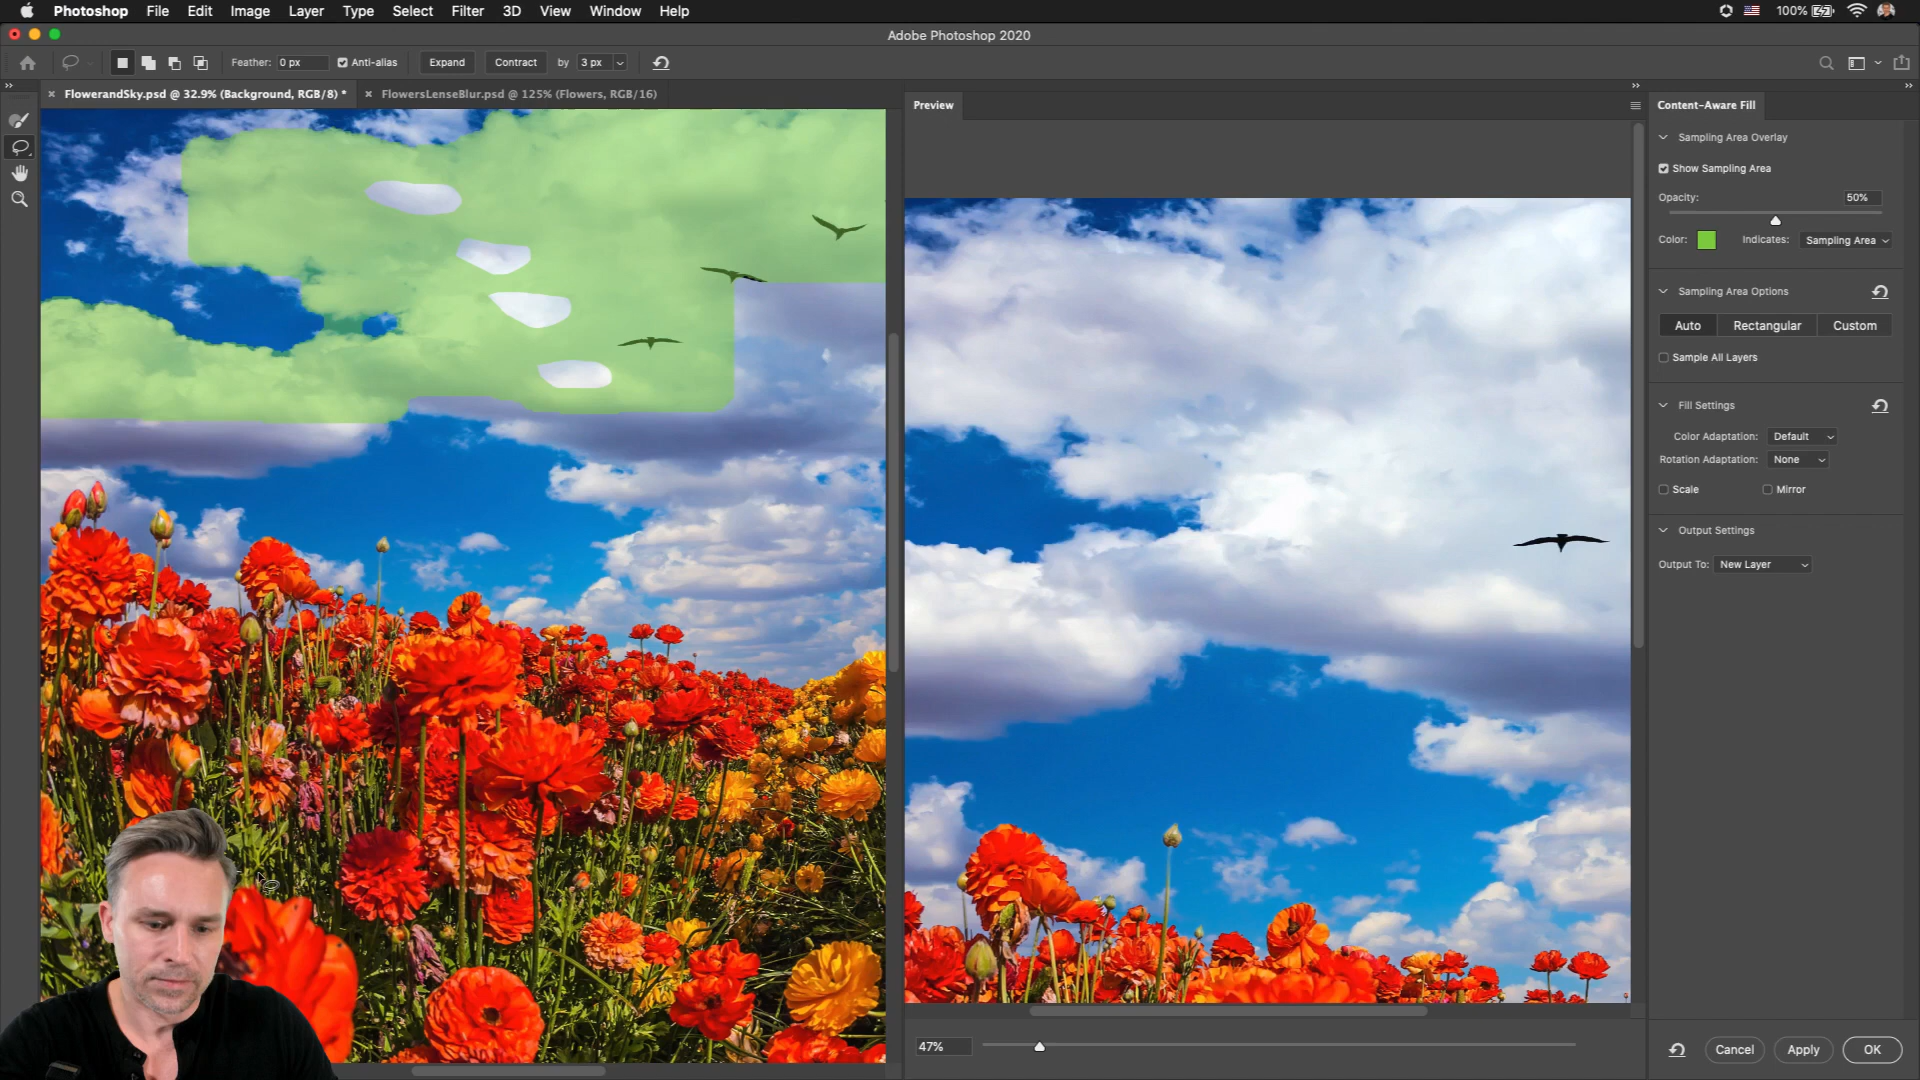 Photoshop File Edit Image Layer Type Select Filter 3D View Window Help 100%
Adobe Photoshop 2020
Feather: 0 px Anti-alias Expand Contract by 3 px
FlowerandSky.psd @ 32.9% (Background, RGB/8) * FlowersLenseBlur.psd @ 125% (Flowers, RGB/16)
Preview
Content-Aware Fill
Sampling Area Overlay
Show Sampling Area
Opacity: 50%
Color: Indicates: Sampling Area
Sampling Area Options
Auto Rectangular Custom
Sample All Layers
Fill Settings
Color Adaptation: Default
Rotation Adaptation: None
Scale Mirror
Output Settings
Output To: New Layer
47%
Cancel Apply OK